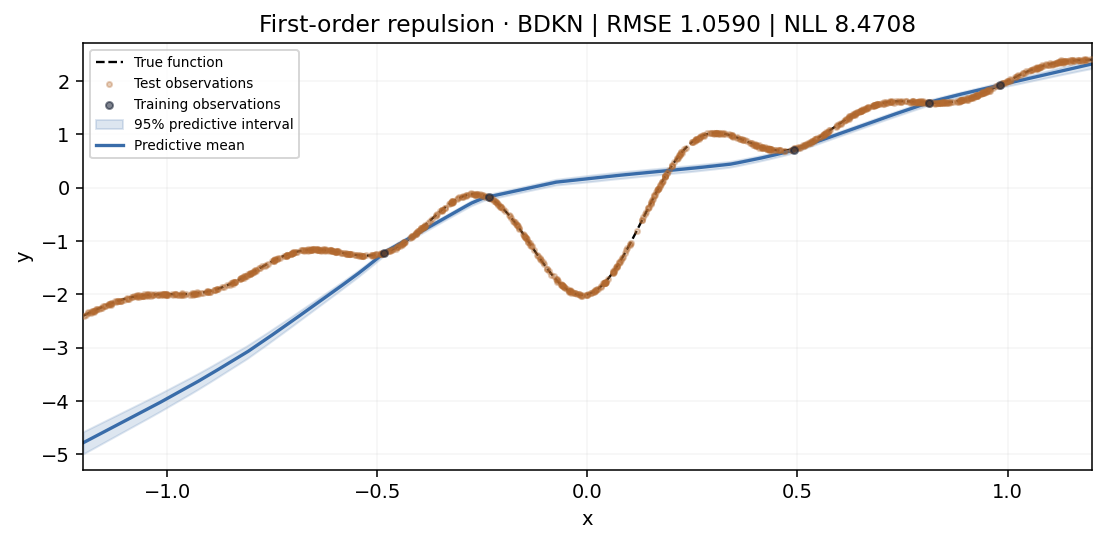 First-order repulsion · BDKN | RMSE 1.0590 | NLL 8.4708
True function
Test observations
Training observations
95% predictive interval
Predictive mean
y
2
1
0
−1
−2
−3
−4
−5
−1.0
−0.5
0.0
0.5
1.0
x